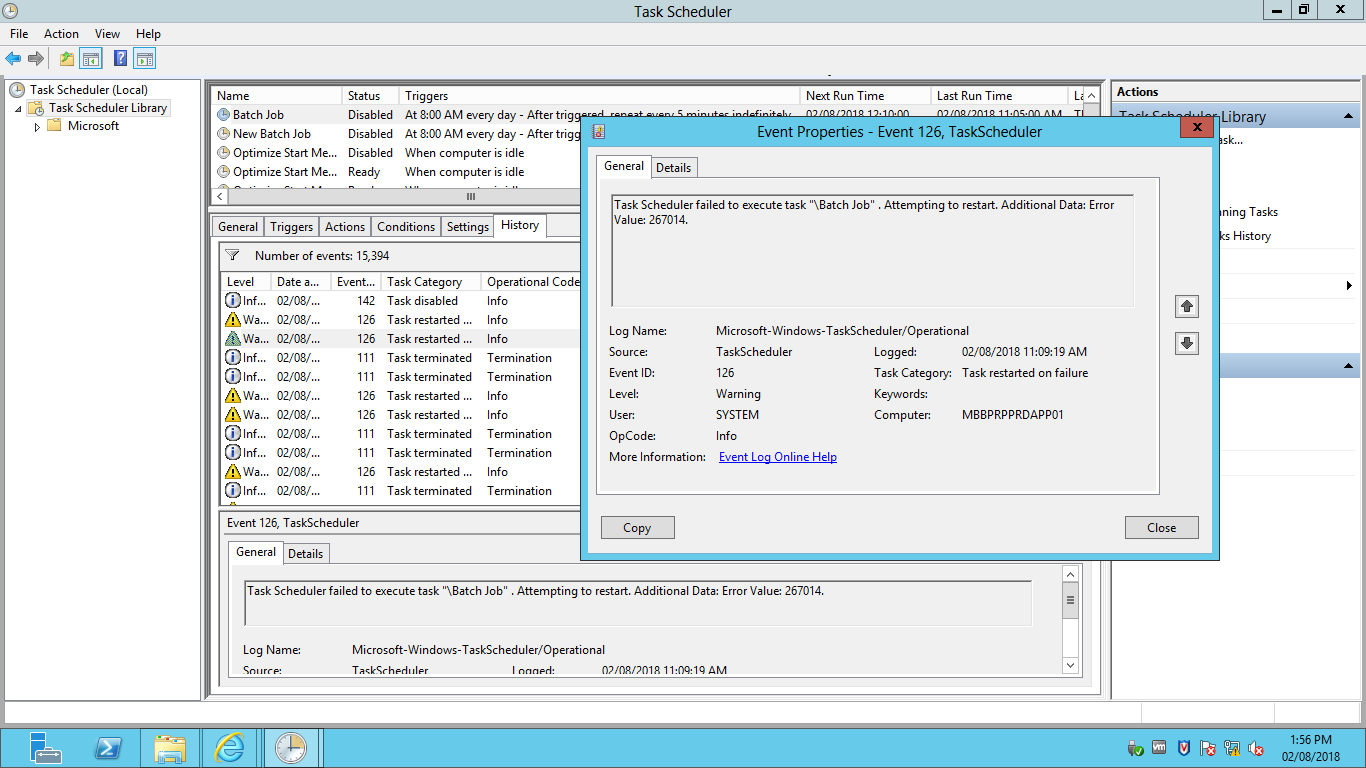 Task Scheduler
File Action View Help
Task Scheduler (Local)
Task Scheduler Library
Microsoft
Name Status Triggers Next Run Time Last Run Time La
Batch Job Disabled At 8:00 AM every day - After triggered, repeat every 5 minutes indefinitely. 02/08/2018 12:10:00 02/08/2018 11:05:00 AM
New Batch Job Disabled At 8:00 AM every day - After trigg
Optimize Start Me... Disabled When computer is idle
Optimize Start Me... Ready When computer is idle
General Triggers Actions Conditions Settings History
Number of events: 15,394
Level Date a... Event... Task Category Operational Code
Inf... 02/08/... 142 Task disabled Info
Wa... 02/08/... 126 Task restarted ... Info
Wa... 02/08/... 126 Task restarted ... Info
Inf... 02/08/... 111 Task terminated Termination
Inf... 02/08/... 111 Task terminated Termination
Wa... 02/08/... 126 Task restarted ... Info
Wa... 02/08/... 126 Task restarted ... Info
Inf... 02/08/... 111 Task terminated Termination
Inf... 02/08/... 111 Task terminated Termination
Wa... 02/08/... 126 Task restarted ... Info
Inf... 02/08/... 111 Task terminated Termination
Event 126, TaskScheduler
General Details
Task Scheduler failed to execute task "\Batch Job" . Attempting to restart. Additional Data: Error Value: 267014.
Log Name: Microsoft-Windows-TaskScheduler/Operational
Source: TaskScheduler Logged: 02/08/2018 11:09:19 AM
Event Properties - Event 126, TaskScheduler
General Details
Task Scheduler failed to execute task "\Batch Job" . Attempting to restart. Additional Data: Error
Value: 267014.
Log Name: Microsoft-Windows-TaskScheduler/Operational
Source: TaskScheduler Logged: 02/08/2018 11:09:19 AM
Event ID: 126 Task Category: Task restarted on failure
Level: Warning Keywords:
User: SYSTEM Computer: MBBPRPPRDAPP01
OpCode: Info
More Information: Event Log Online Help
Copy Close
Actions
Task Scheduler Library
ask...
nning Tasks
ks History
1:56 PM
02/08/2018